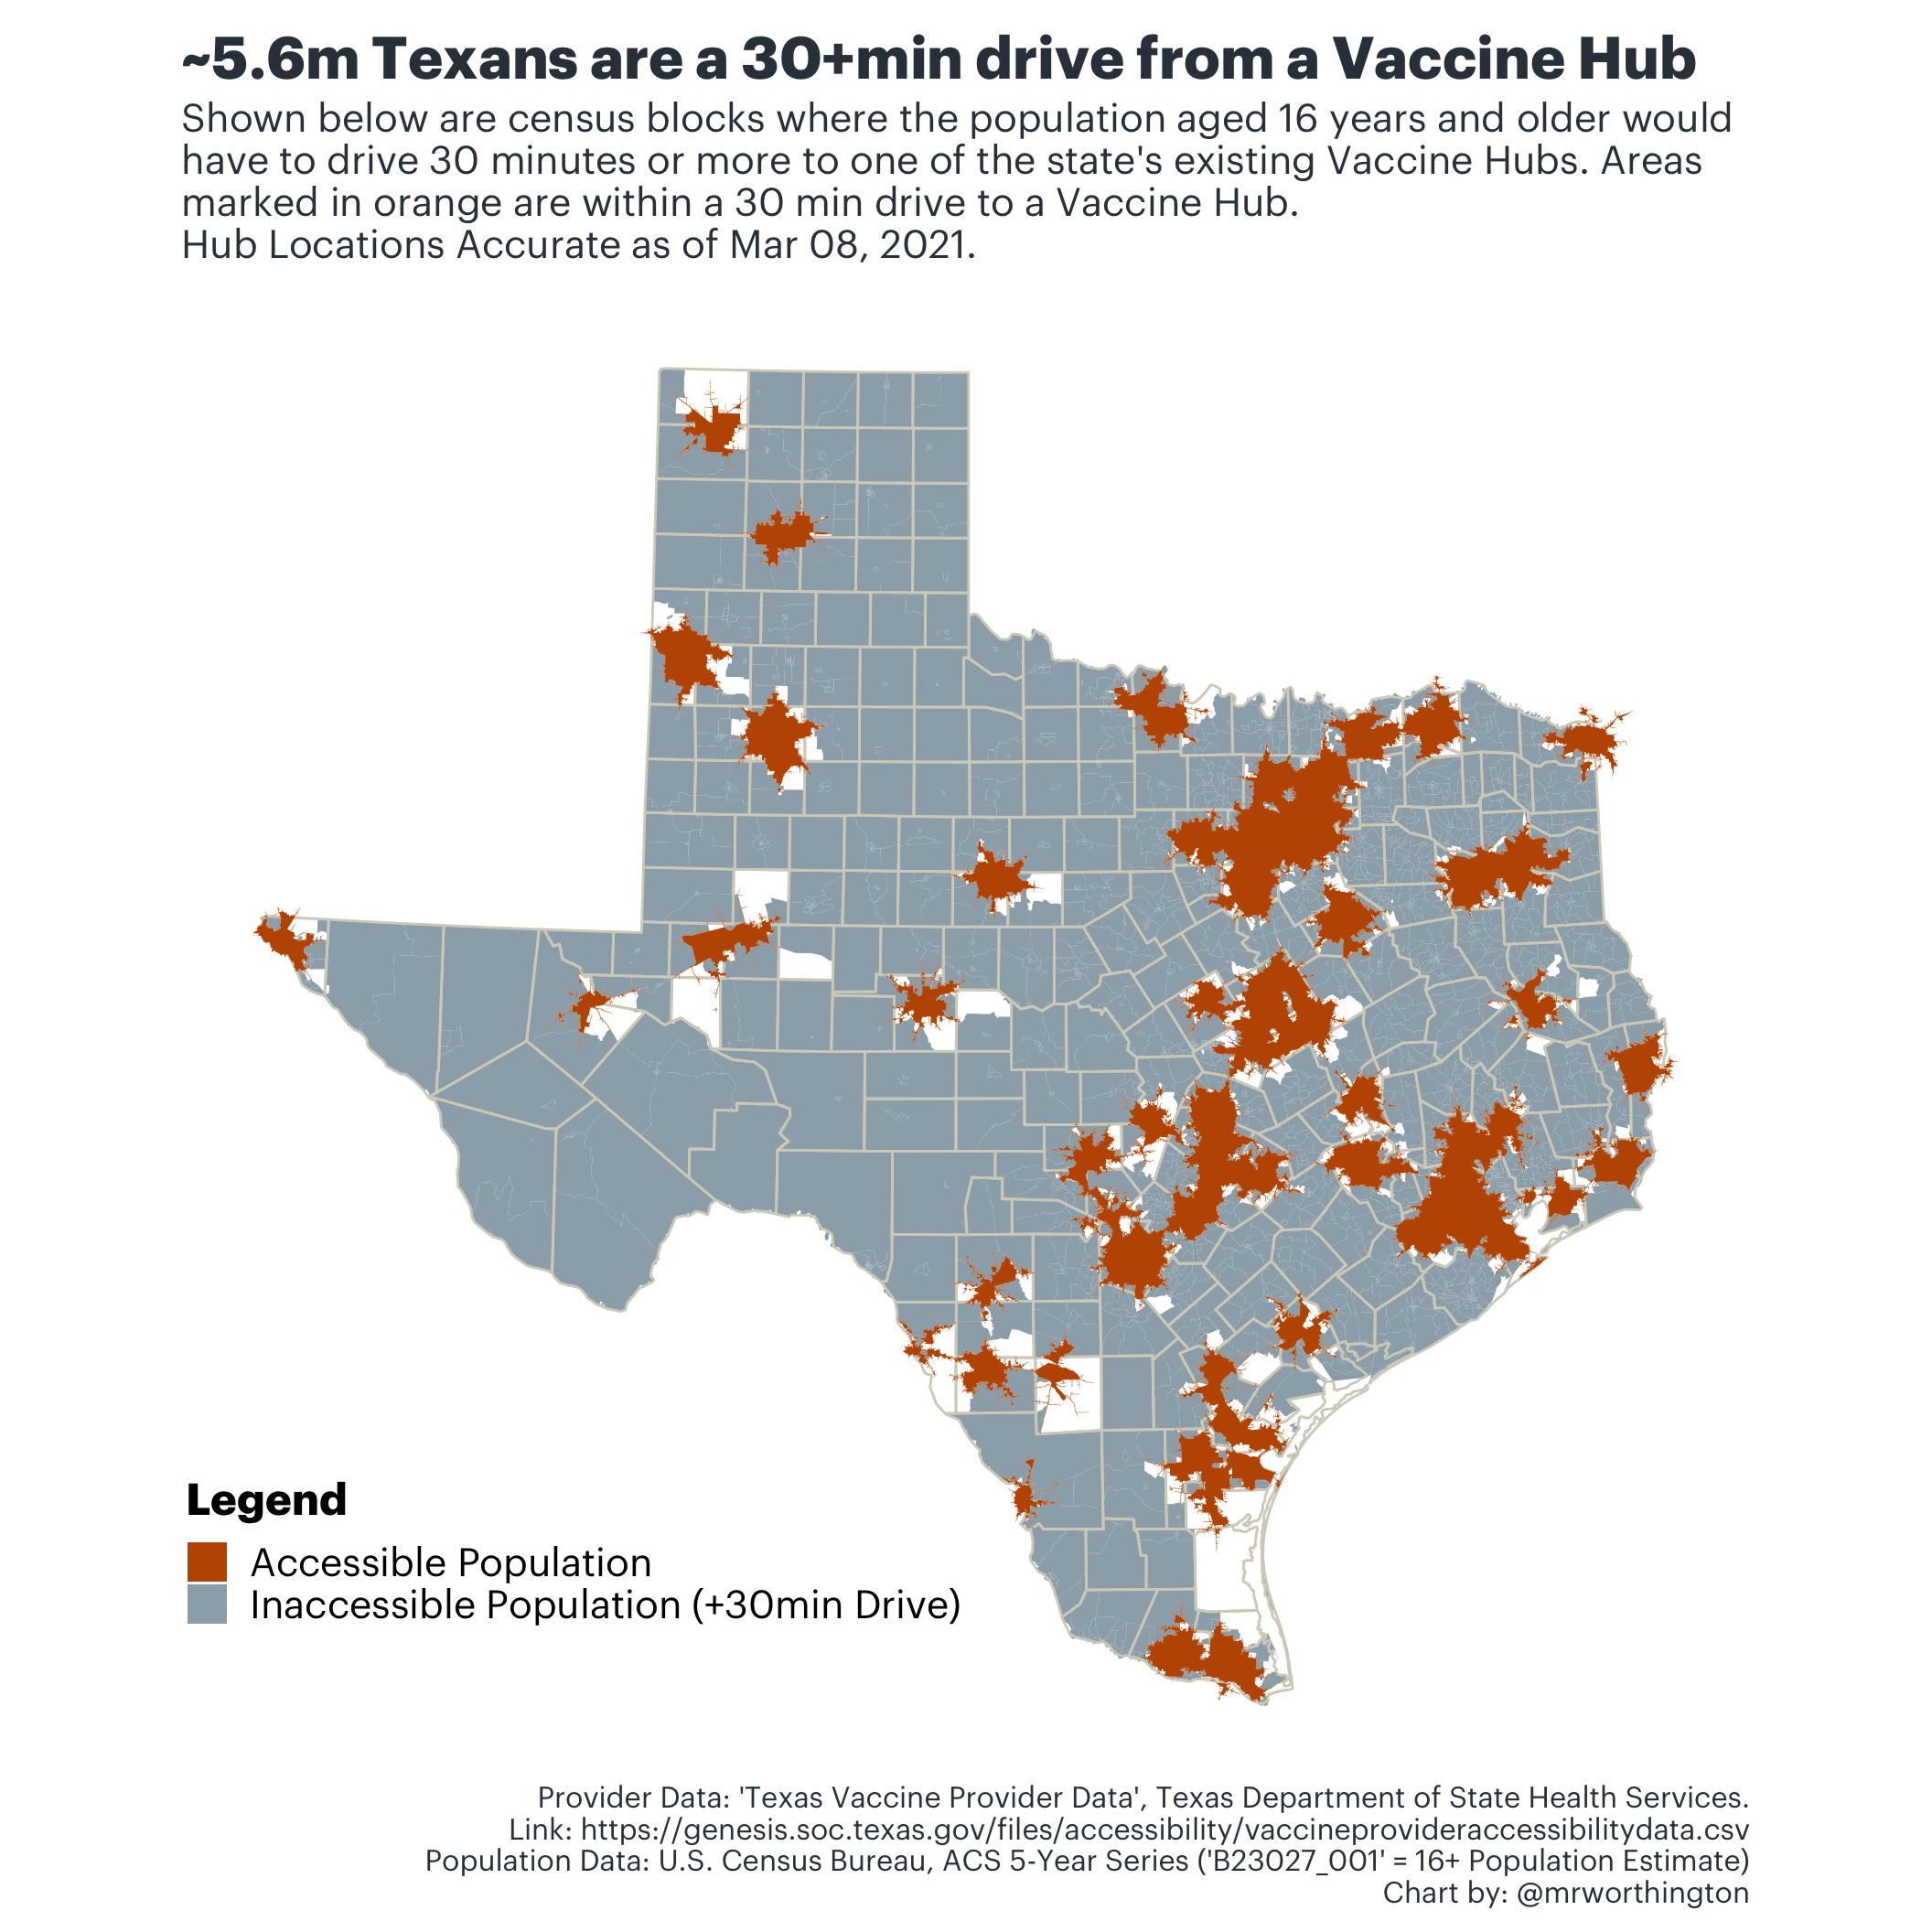 ~5.6m Texans are a 30+min drive from a Vaccine Hub
Shown below are census blocks where the population aged 16 years and older would
have to drive 30 minutes or more to one of the state's existing Vaccine Hubs. Areas
marked in orange are within a 30 min drive to a Vaccine Hub.
Hub Locations Accurate as of Mar 08, 2021.
Legend
Accessible Population
Inaccessible Population (+30min Drive)
Provider Data: 'Texas Vaccine Provider Data', Texas Department of State Health Services.
Link: https://genesis.soc.texas.gov/files/accessibility/vaccineprovideraccessibilitydata.csv
Population Data: U.S. Census Bureau, ACS 5-Year Series ('B23027_001' = 16+ Population Estimate)
Chart by: @mrworthington